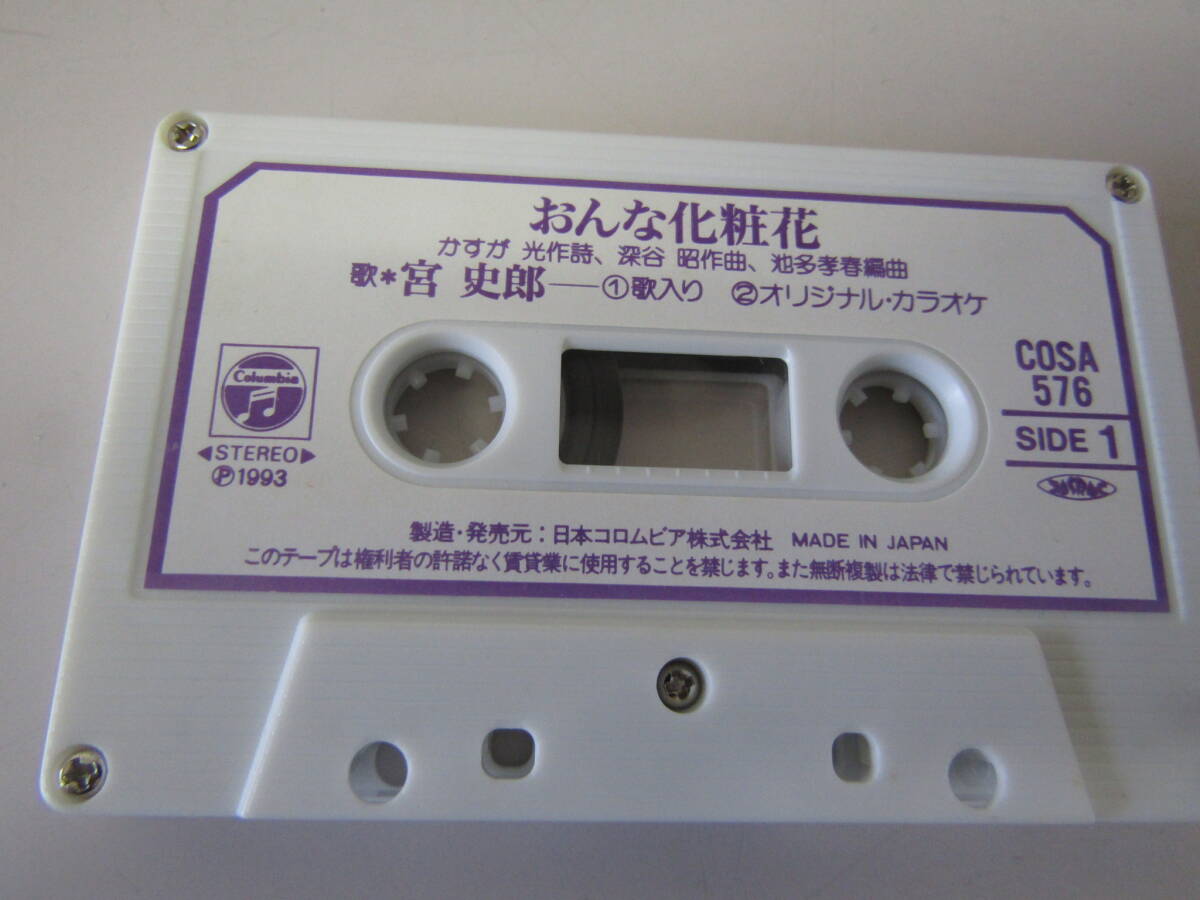 おんな化粧花
かすが 光作詩、深谷 昭作曲、池多孝春編曲
歌*宮 史郎――①歌入り ②オリジナル・カラオケ
Columbia
◀STEREO▶
Ⓟ1993
COSA
576
SIDE 1
JASRAC
製造・発売元：日本コロムビア株式会社 MADE IN JAPAN
このテープは権利者の許諾なく賃貸業に使用することを禁じます。また無断複製は法律で禁じられています。